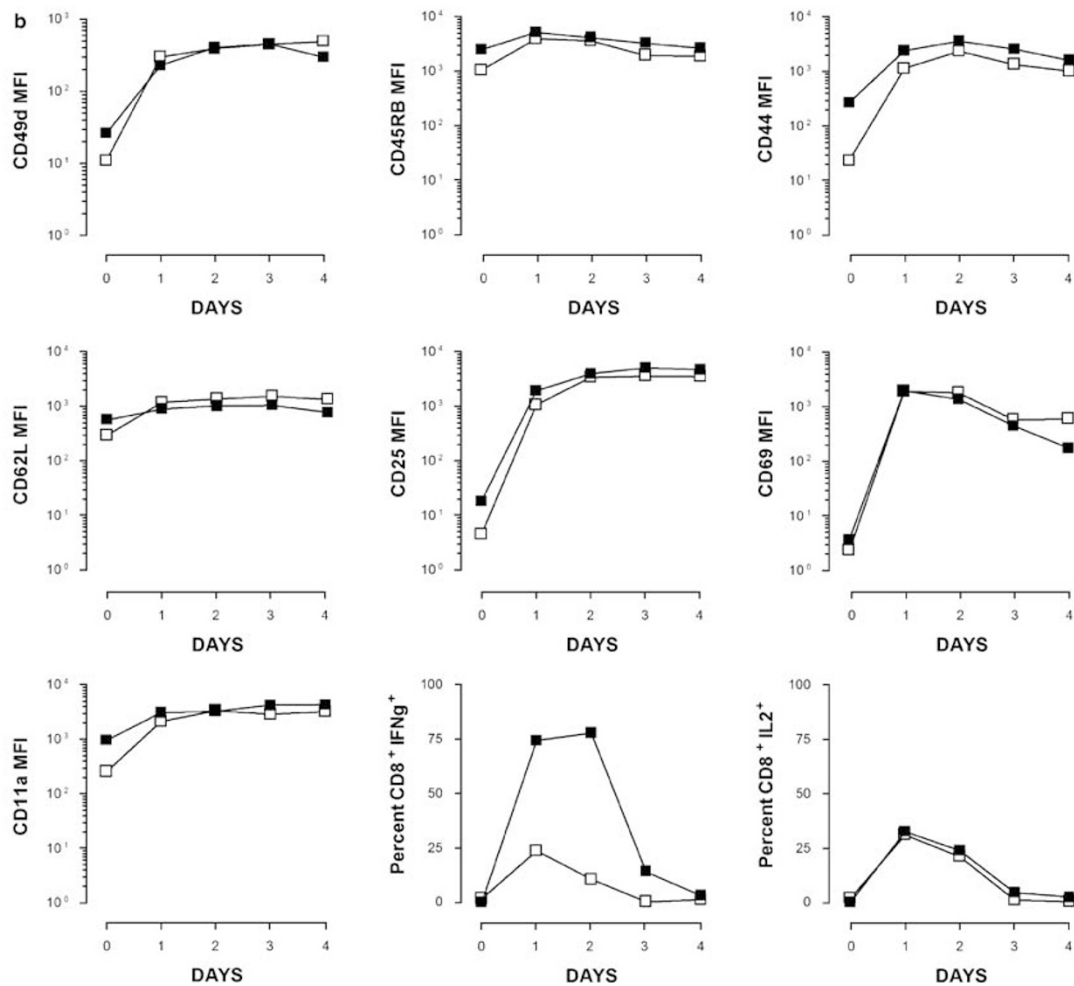 b
CD49d MFI
10³
10²
10¹
10⁰
0 1 2 3 4
DAYS
CD45RB MFI
10⁴
10³
10²
10¹
10⁰
0 1 2 3 4
DAYS
CD44 MFI
10⁴
10³
10²
10¹
10⁰
0 1 2 3 4
DAYS
CD62L MFI
10⁴
10³
10²
10¹
10⁰
0 1 2 3 4
DAYS
CD25 MFI
10⁴
10³
10²
10¹
10⁰
0 1 2 3 4
DAYS
CD69 MFI
10⁴
10³
10²
10¹
10⁰
0 1 2 3 4
DAYS
CD11a MFI
10⁴
10³
10²
10¹
10⁰
0 1 2 3 4
DAYS
Percent CD8⁺ IFNg⁺
100
75
50
25
0
0 1 2 3 4
DAYS
Percent CD8⁺ IL2⁺
100
75
50
25
0
0 1 2 3 4
DAYS